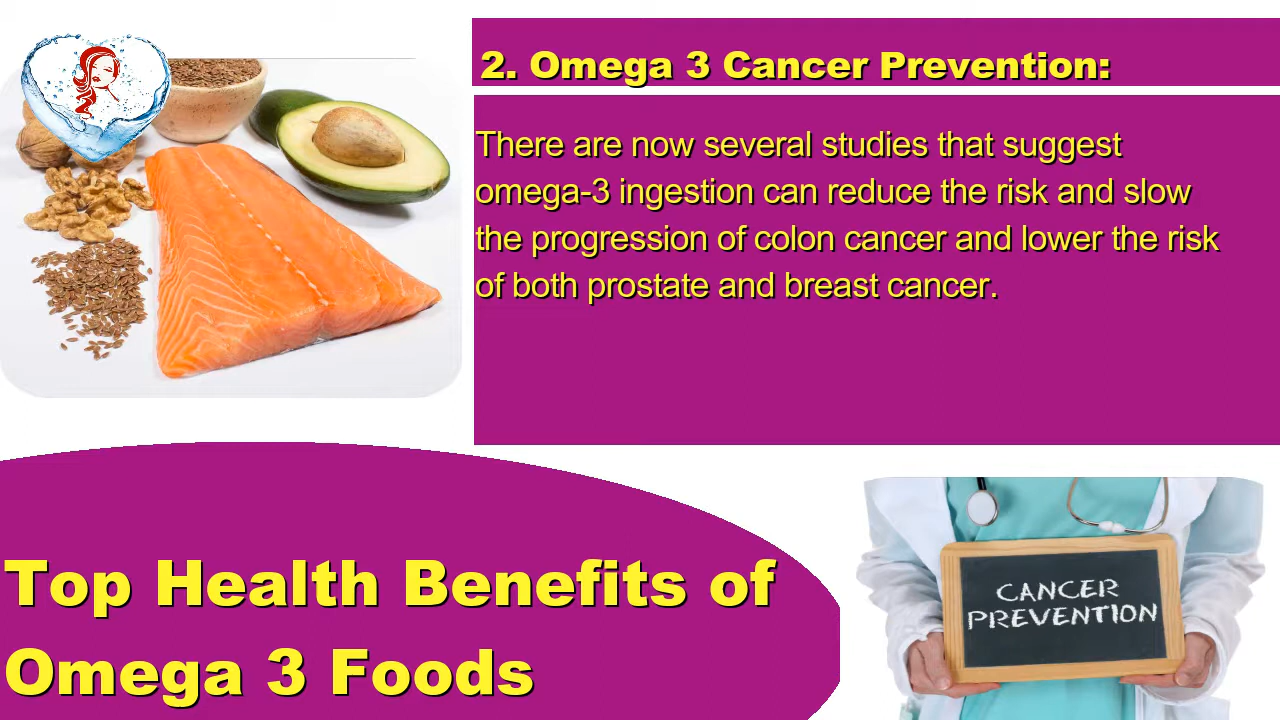 2. Omega 3 Cancer Prevention:
There are now several studies that suggest
omega-3 ingestion can reduce the risk and slow
the progression of colon cancer and lower the risk
of both prostate and breast cancer.
CANCER
PREVENTION
Top Health Benefits of
Omega 3 Foods